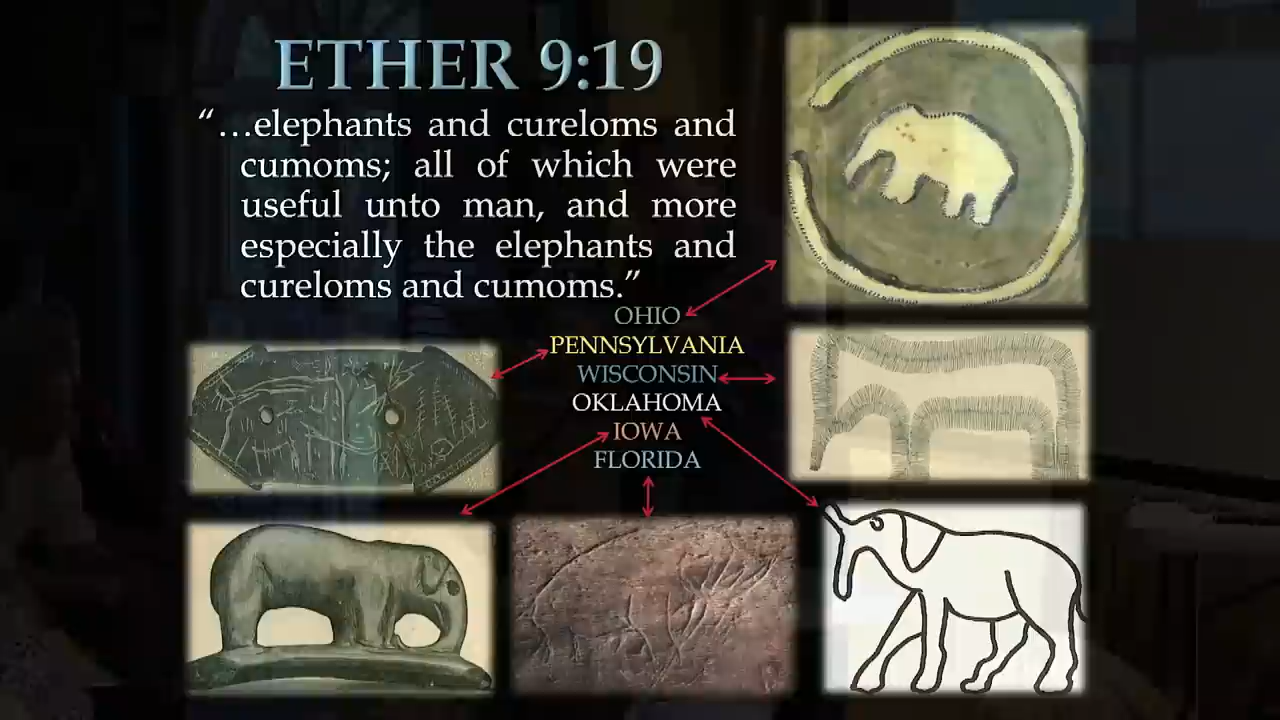 ETHER 9:19
“…elephants and cureloms and
cumoms; all of which were
useful unto man, and more
especially the elephants and
cureloms and cumoms.”
OHIO
PENNSYLVANIA
WISCONSIN
OKLAHOMA
IOWA
FLORIDA